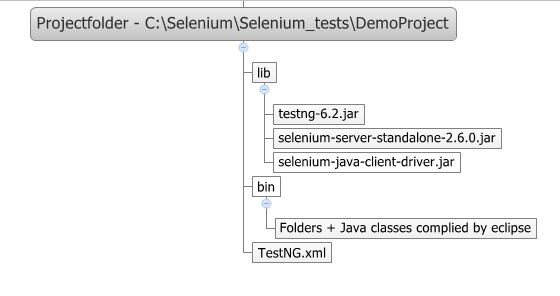 Projectfolder - C:\Selenium\Selenium_tests\DemoProject
lib
testng-6.2.jar
selenium-server-standalone-2.6.0.jar
selenium-java-client-driver.jar
bin
Folders + Java classes complied by eclipse
TestNG.xml